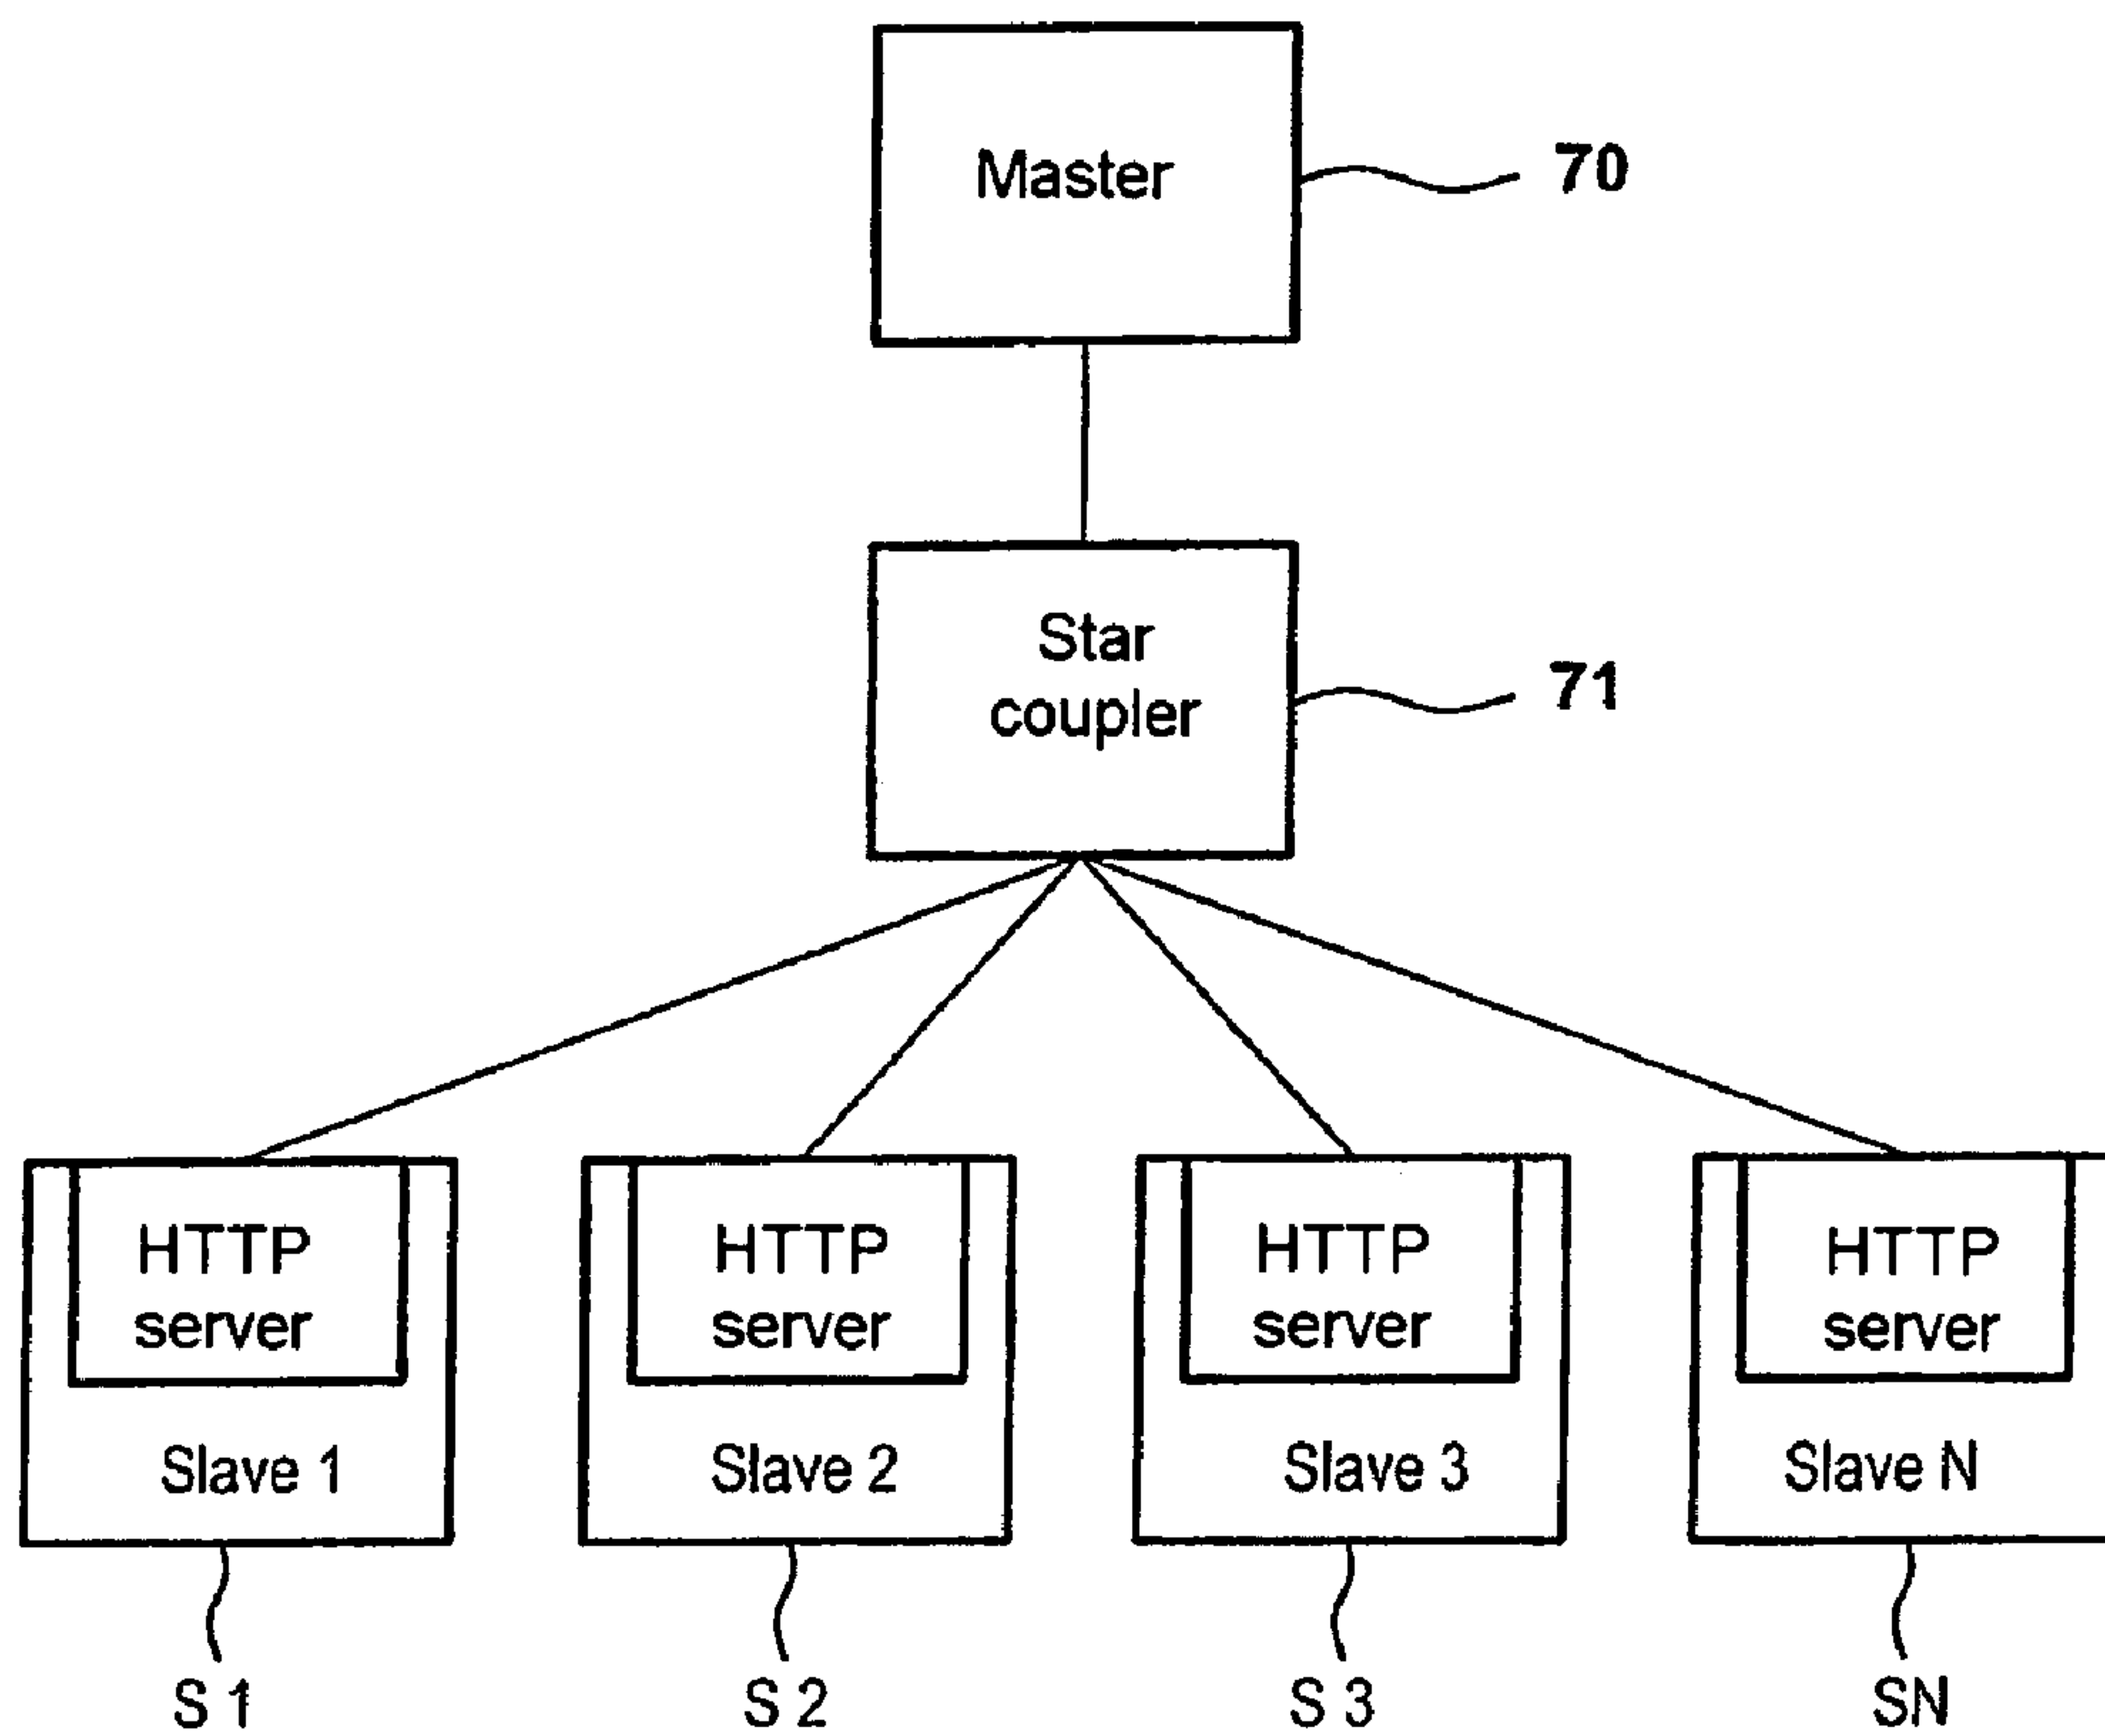 Master
70
Star
coupler
71
HTTP
server
Slave 1
HTTP
server
Slave 2
HTTP
server
Slave 3
HTTP
server
Slave N
S 1
S 2
S 3
SN